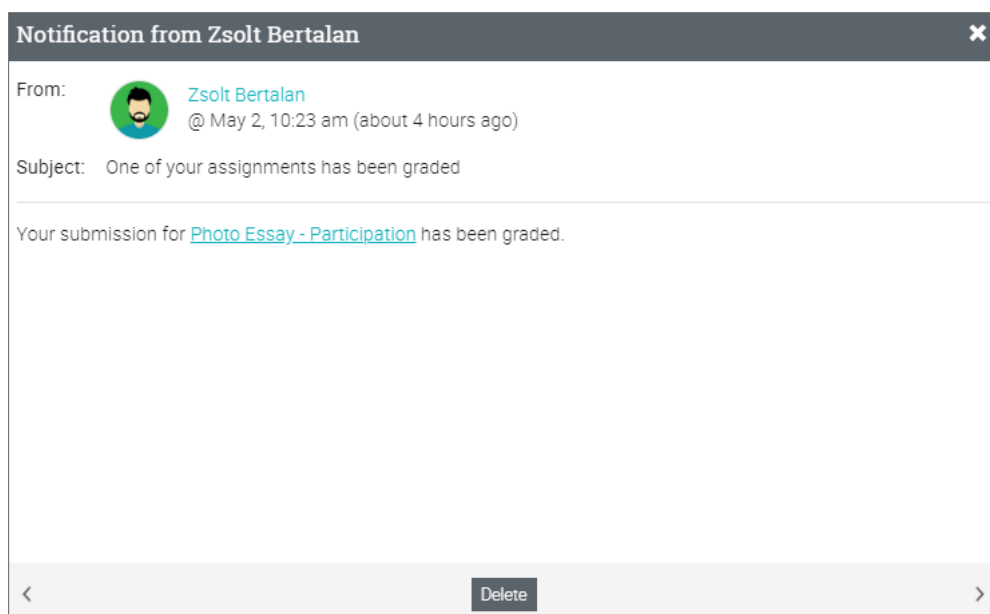 Notification from Zsolt Bertalan
From:
Zsolt Bertalan
@ May 2, 10:23 am (about 4 hours ago)
Subject: One of your assignments has been graded
Your submission for Photo Essay - Participation has been graded.
Delete